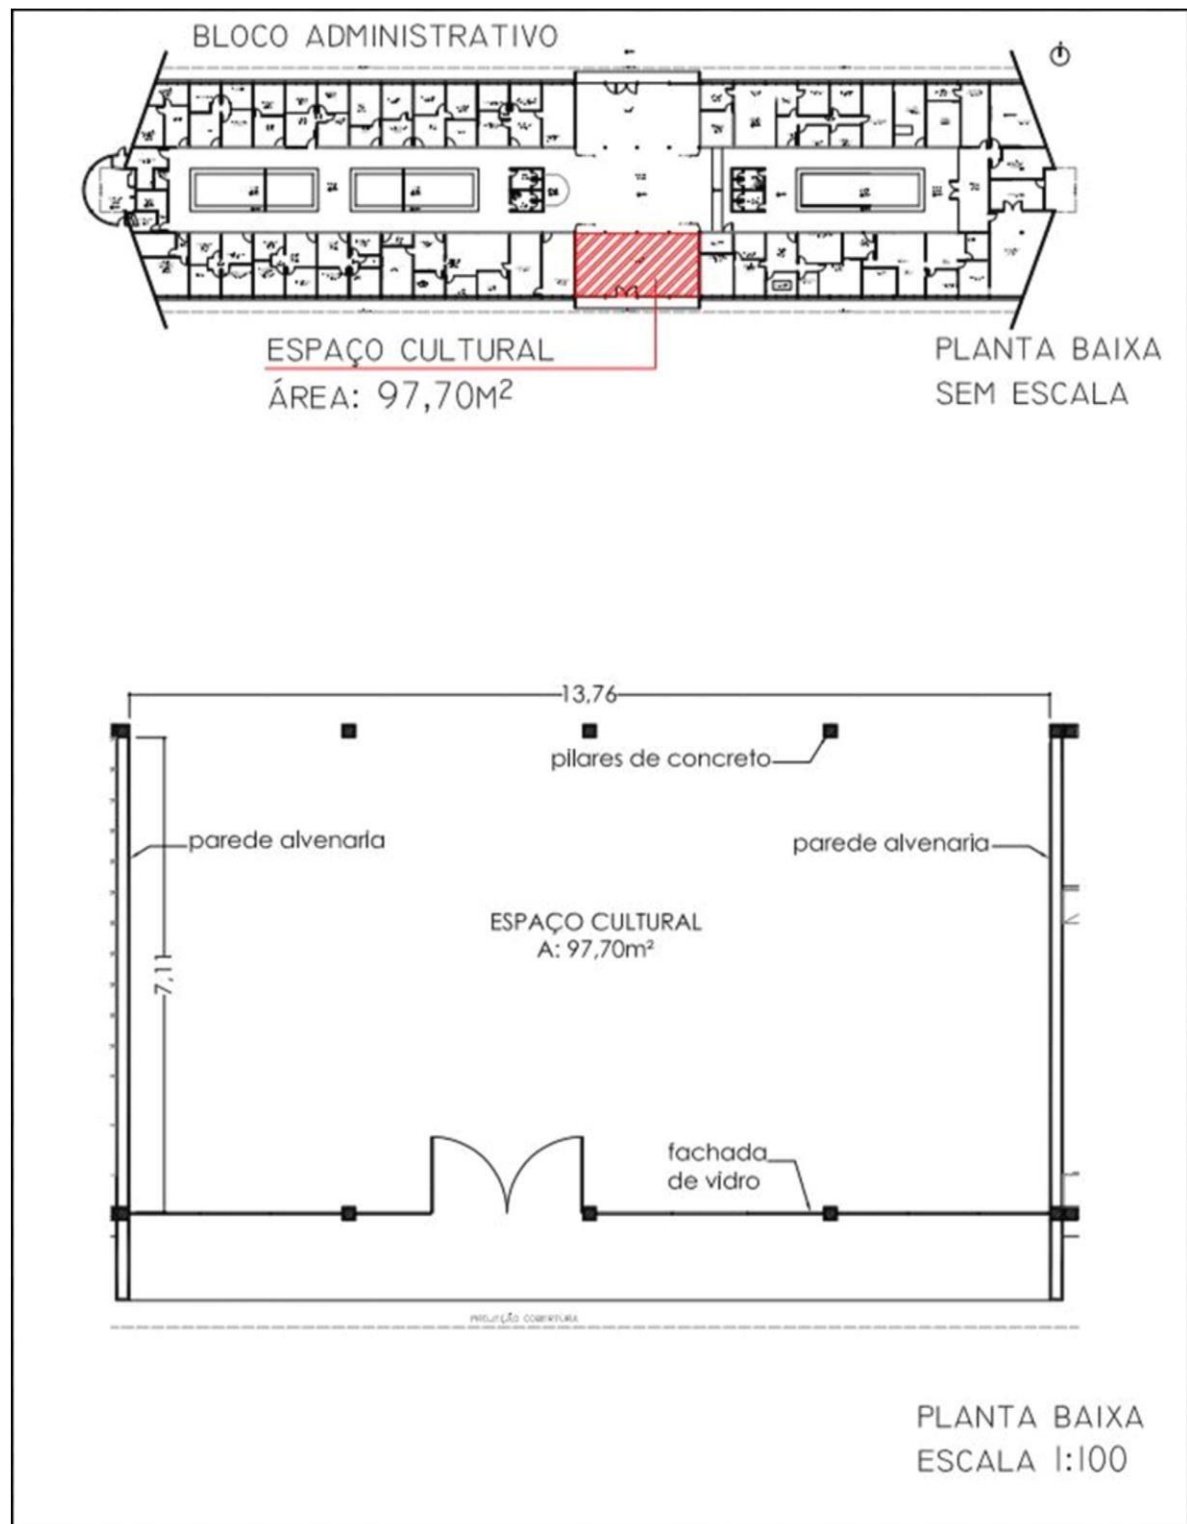 BLOCO ADMINISTRATIVO
ESPAÇO CULTURAL
ÁREA: 97,70M²
PLANTA BAIXA
SEM ESCALA
13,76
pilares de concreto
parede alvenaria
parede alvenaria
ESPAÇO CULTURAL
A: 97,70m²
7,11
fachada
de vidro
PROJEÇÃO COBERTURA
PLANTA BAIXA
ESCALA 1:100